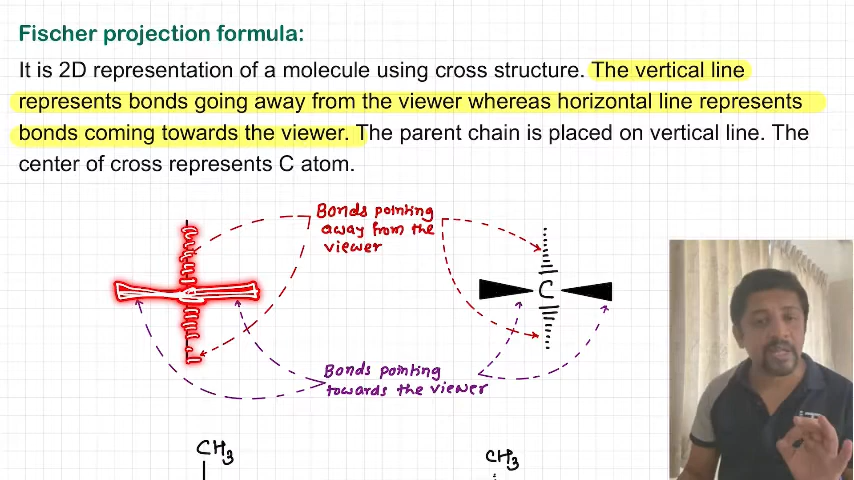 Fischer projection formula:
It is 2D representation of a molecule using cross structure. The vertical line
represents bonds going away from the viewer whereas horizontal line represents
bonds coming towards the viewer. The parent chain is placed on vertical line. The
center of cross represents C atom.
Bonds pointing
away from the
viewer
C
Bonds pointing
towards the viewer
CH3
CH3